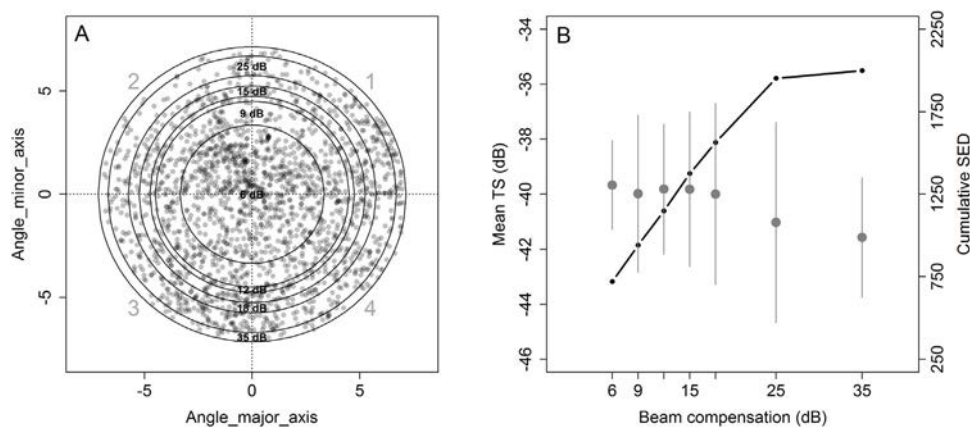 A
2
1
25 dB
15 dB
9 dB
6 dB
12 dB
18 dB
35 dB
3
4
5
0
-5
-5
0
5
Angle_minor_axis
Angle_major_axis
B
-34
-36
-38
-40
-42
-44
-46
Mean TS (dB)
2250
1750
1250
750
250
Cumulative SED
6
9
15
25
35
Beam compensation (dB)